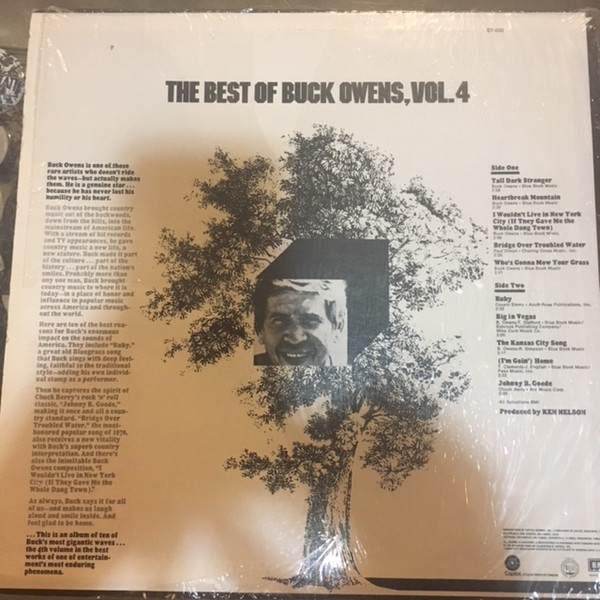 THE BEST OF BUCK OWENS, VOL. 4
Buck Owens is one of those
rare artists who doesn't ride
the waves—but actually makes
them. He is a genuine star...
because he has never lost his
humility or his heart.
Buck Owens brought country
music out of the backwoods,
down from the hills, into the
mainstream of American life.
With a stream of hit records
and TV appearances, he gave
country music a new life, a
new stature. Buck made it part
of the culture... part of the
history... part of the nation's
smiles. Probably more than
any one man, Buck brought
country music to where it is
today—in a place of honor and
influence in popular music
across America and through-
out the world.
Here are ten of the best rea-
sons for Buck's enormous
impact on the sounds of
America. They include "Ruby,"
a great old Bluegrass song
that Buck sings with deep feel-
ing, faithful to the traditional
style—adding his own individ-
ual stamp as a performer.
Then he captures the spirit of
Chuck Berry's rock 'n' roll
classic, "Johnny B. Goode,"
making it once and all a coun-
try standard. "Bridge Over
Troubled Water," the most-
honored popular song of 1970,
also receives a new vitality
with Buck's superb country
interpretation. And there's
also the inimitable Buck
Owens composition, "I
Wouldn't Live in New York
City (If They Gave Me the
Whole Dang Town)."
As always, Buck says it for all
of us—and makes us laugh
aloud and smile inside. And
feel glad to be home.
...This is an album of ten of
Buck's most gigantic waves...
the 4th volume in the best
works of one of entertain-
ment's most enduring
phenomena.
Side One
Tall Dark Stranger
Buck Owens • Blue Book Music
Heartbreak Mountain
Buck Owens • Blue Book Music
I Wouldn't Live in New York
City (If They Gave Me the
Whole Dang Town)
Buck Owens • Blue Book Music
Bridge Over Troubled Water
Paul Simon • Charing Cross Music, Inc.
Who's Gonna Mow Your Grass
Buck Owens • Blue Book Music
Side Two
Ruby
Big in Vegas
The Kansas City Song
(I'm Goin') Home
Johnny B. Goode
Chuck Berry • Arc Music Corp.
All Selections BMI
Produced by KEN NELSON
Capitol